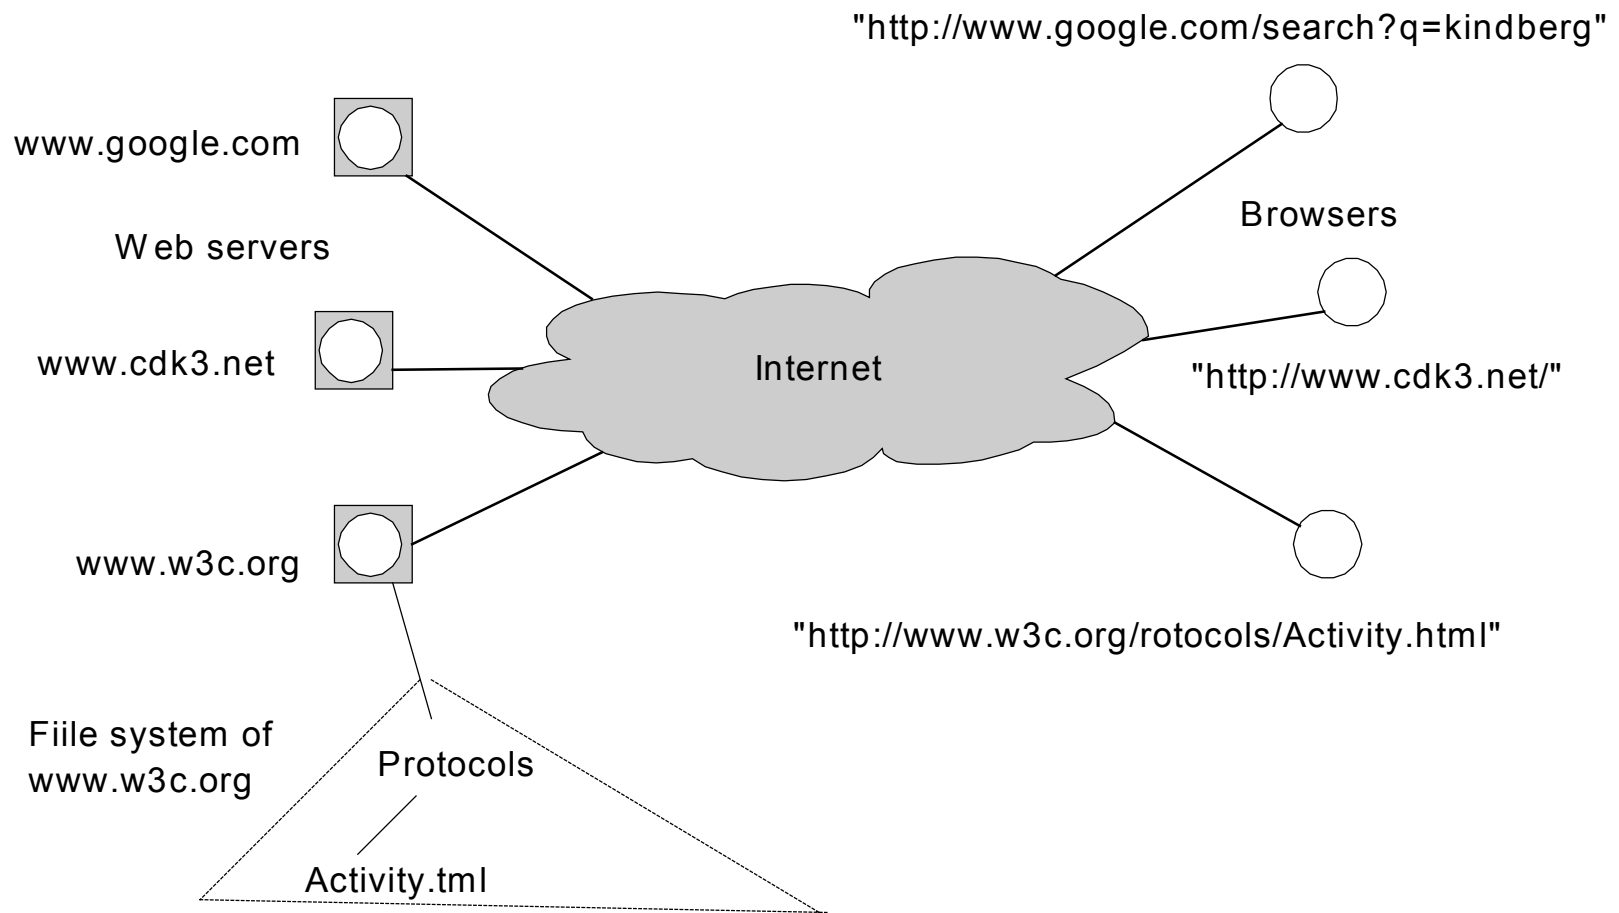 "http://www.google.com/search?q=kindberg"
www.google.com
Browsers
Web servers
www.cdk3.net
Internet
"http://www.cdk3.net/"
www.w3c.org
"http://www.w3c.org/rotocols/Activity.html"
Fiile system of
www.w3c.org
Protocols
Activity.tml